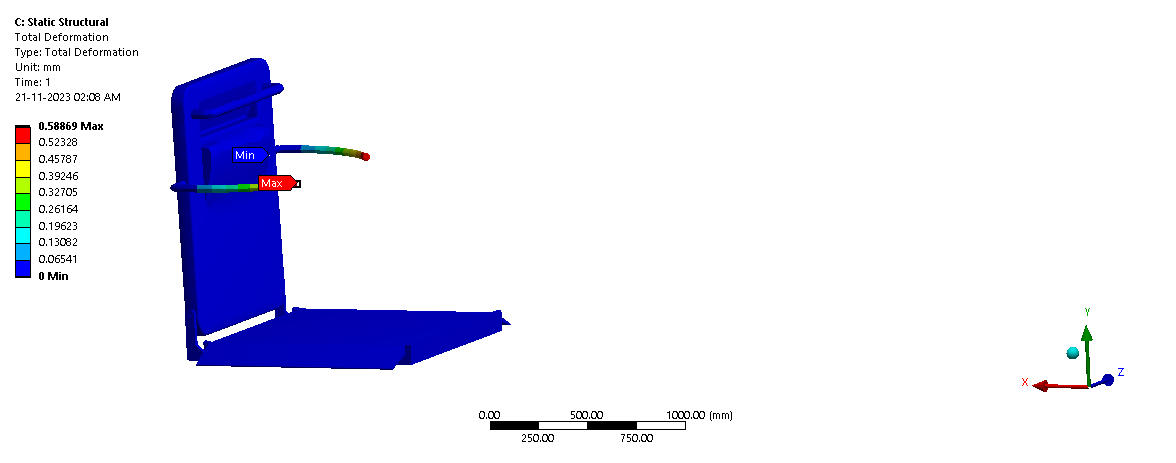 C: Static Structural
Total Deformation
Type: Total Deformation
Unit: mm
Time: 1
21-11-2023 02:08 AM
0.58869 Max
0.52328
0.45787
0.39246
0.32705
0.26164
0.19623
0.13082
0.06541
0 Min
Min
Max
Y
X
Z
0.00 500.00 1000.00 (mm)
250.00 750.00